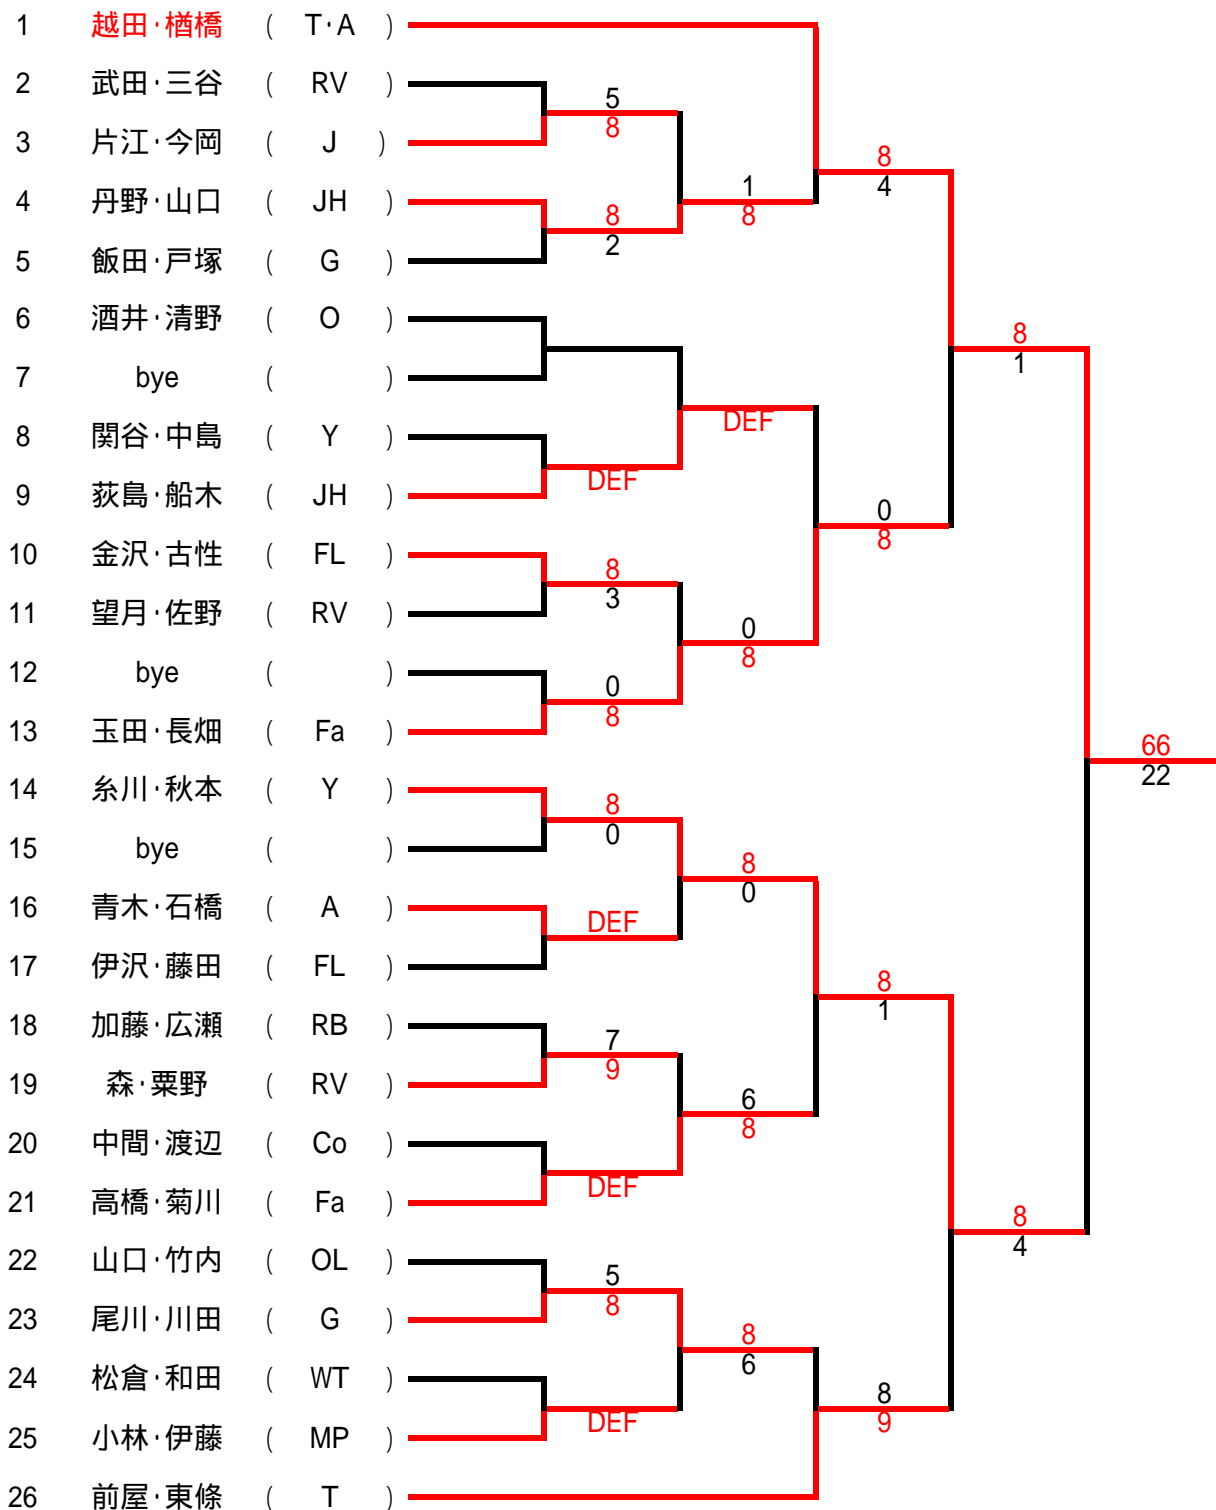 1 越田・楢橋 ( T・A )
2 武田・三谷 ( RV )
5
8
3 片江・今岡 ( J )
8
4
4 丹野・山口 ( JH )
1
8
8
2
5 飯田・戸塚 ( G )
6 酒井・清野 ( O )
8
1
7 bye ( )
DEF
8 関谷・中島 ( Y )
DEF
9 荻島・船木 ( JH )
0
8
10 金沢・古性 ( FL )
8
3
11 望月・佐野 ( RV )
0
8
12 bye ( )
0
8
13 玉田・長畑 ( Fa )
66
22
14 糸川・秋本 ( Y )
8
0
15 bye ( )
8
0
16 青木・石橋 ( A )
DEF
17 伊沢・藤田 ( FL )
8
1
18 加藤・広瀬 ( RB )
7
9
19 森・粟野 ( RV )
6
8
20 中間・渡辺 ( Co )
DEF
21 高橋・菊川 ( Fa )
8
4
22 山口・竹内 ( OL )
5
8
23 尾川・川田 ( G )
8
6
24 松倉・和田 ( WT )
8
9
DEF
25 小林・伊藤 ( MP )
26 前屋・東條 ( T )